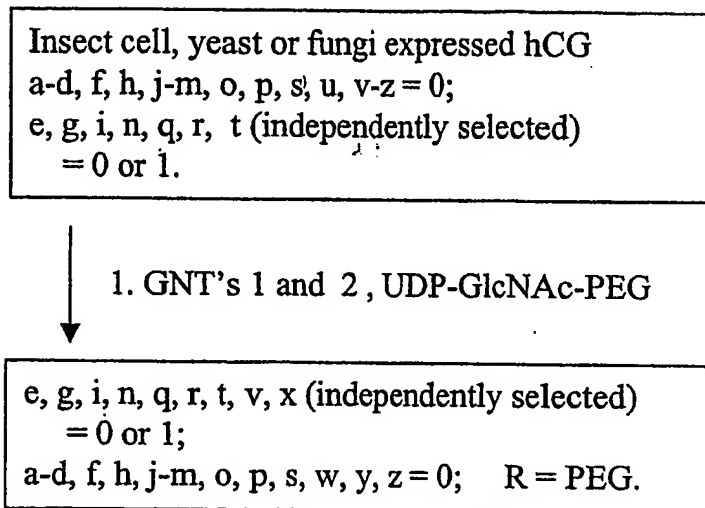 Insect cell, yeast or fungi expressed hCG
a-d, f, h, j-m, o, p, s, u, v-z = 0;
e, g, i, n, q, r, t (independently selected)
= 0 or 1.
1. GNT's 1 and 2 , UDP-GlcNAc-PEG
e, g, i, n, q, r, t, v, x (independently selected)
= 0 or 1;
a-d, f, h, j-m, o, p, s, w, y, z = 0; R = PEG.